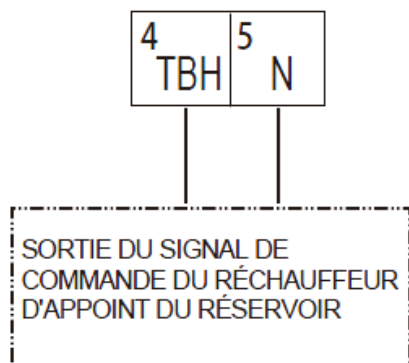 4 5
TBH N
SORTIE DU SIGNAL DE
COMMANDE DU RÉCHAUFFEUR
D'APPOINT DU RÉSERVOIR